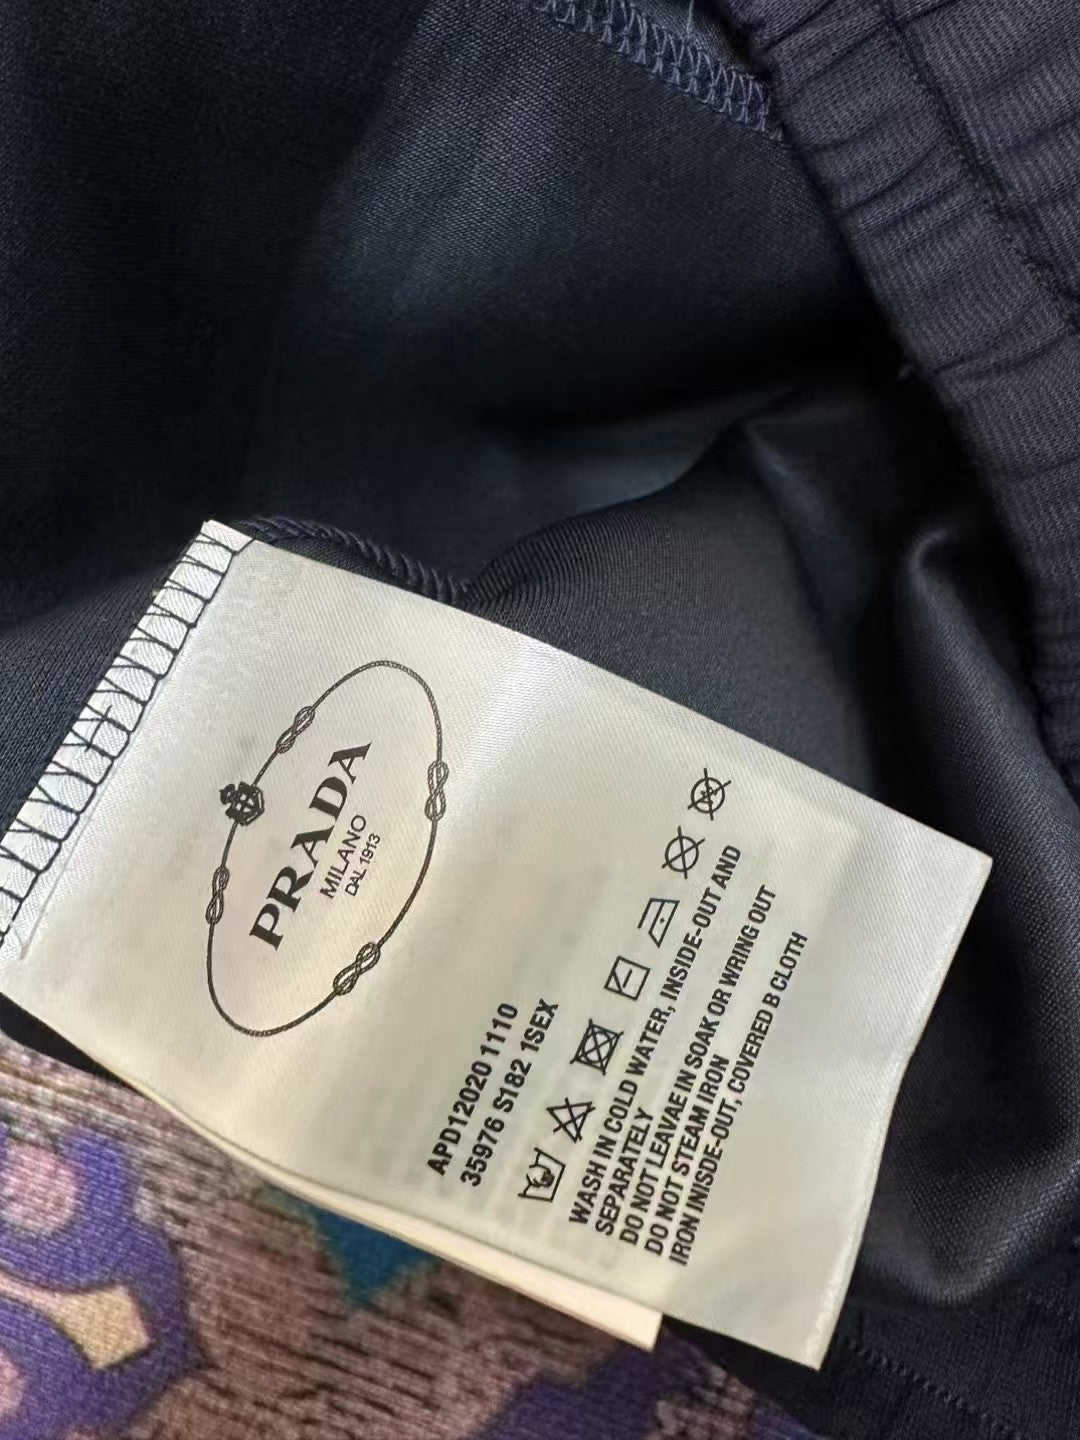 PRADA
MILANO
DAL 1913
APD12020 1110
35976 S182 1SEX
WASH IN COLD WATER, INSIDE-OUT AND
SEPARATELY
DO NOT LEAVAE IN SOAK OR WRING OUT
DO NOT STEAM IRON
IRON INISDE-OUT, COVERED B CLOTH